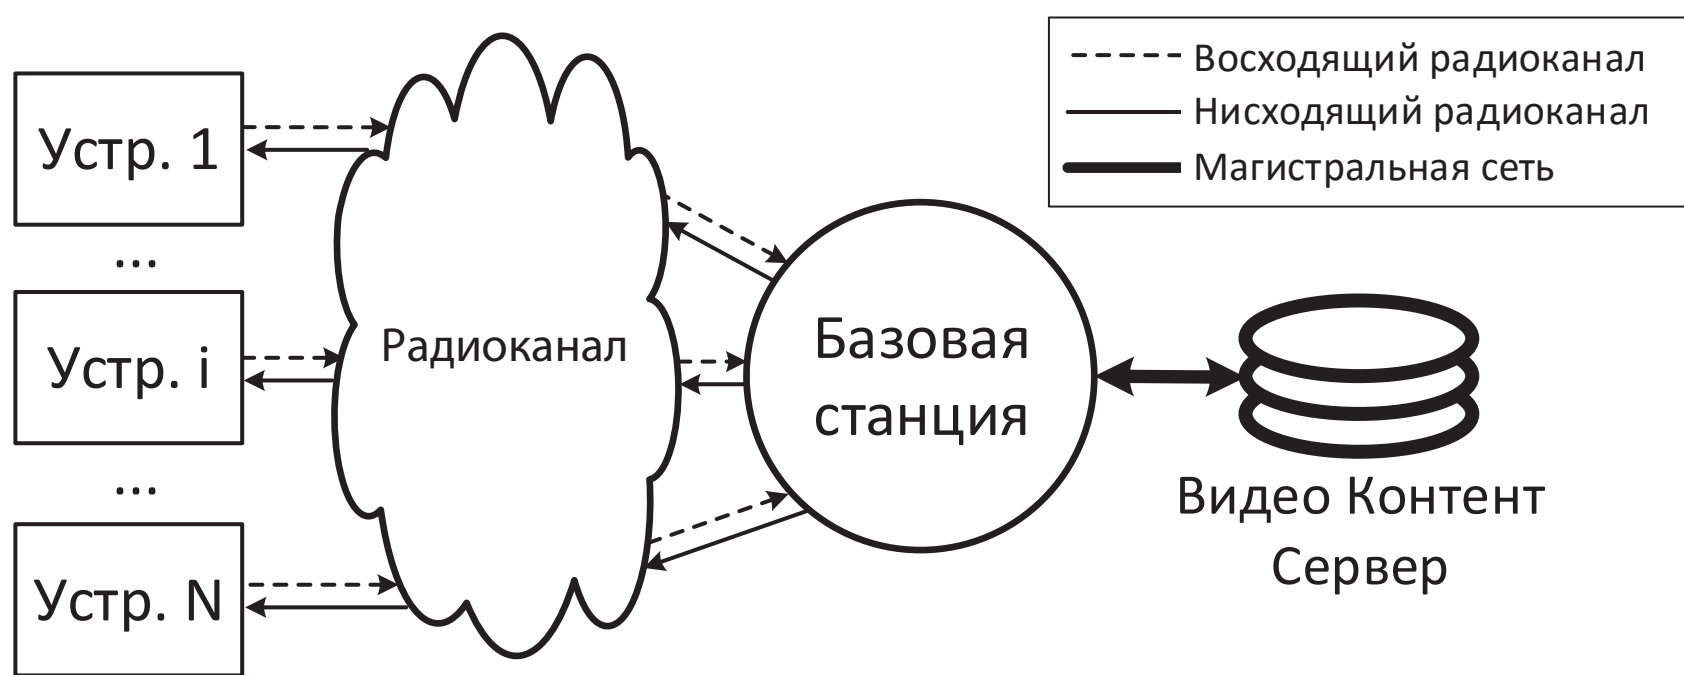 Восходящий радиоканал
Нисходящий радиоканал
Магистральная сеть
Устр. 1
...
Устр. i
...
Устр. N
Радиоканал
Базовая
станция
Видео Контент
Сервер